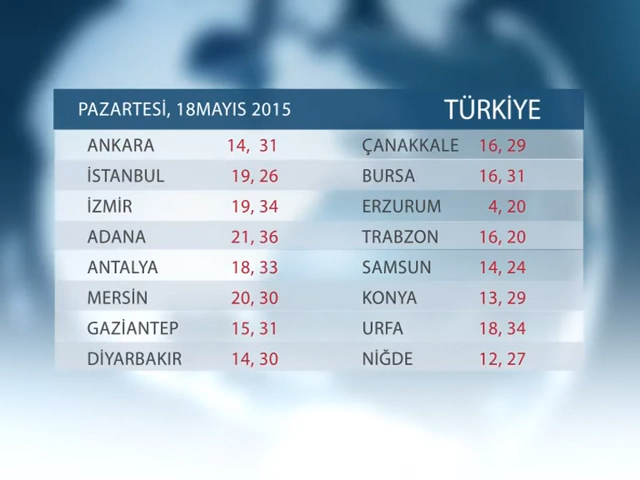 PAZARTESİ, 18MAYIS 2015 TÜRKİYE
ANKARA 14, 31 ÇANAKKALE 16, 29
İSTANBUL 19, 26 BURSA 16, 31
İZMİR 19, 34 ERZURUM 4, 20
ADANA 21, 36 TRABZON 16, 20
ANTALYA 18, 33 SAMSUN 14, 24
MERSİN 20, 30 KONYA 13, 29
GAZİANTEP 15, 31 URFA 18, 34
DİYARBAKIR 14, 30 NİĞDE 12, 27